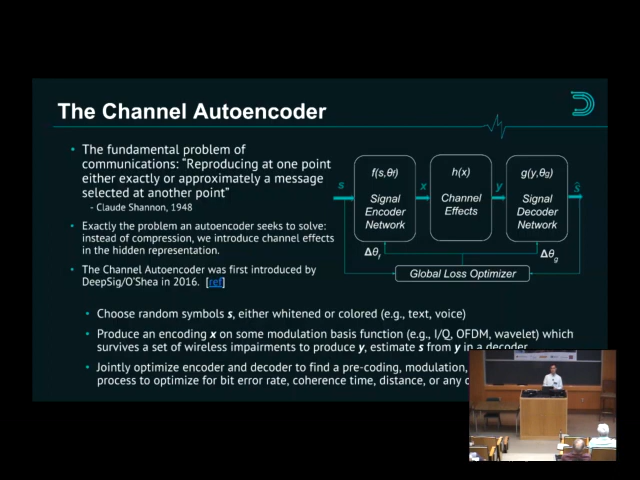 The Channel Autoencoder
• The fundamental problem of
communications: “Reproducing at one point
either exactly or approximately a message
selected at another point”
- Claude Shannon, 1948
• Exactly the problem an autoencoder seeks to solve:
instead of compression, we introduce channel effects
in the hidden representation.
• The Channel Autoencoder was first introduced by
DeepSig/O'Shea in 2016. [ref]
s
f(s,θf)
Signal
Encoder
Network
x
h(x)
Channel
Effects
y
g(y,θg)
Signal
Decoder
Network
ŝ
Δθf
Δθg
Global Loss Optimizer
• Choose random symbols s, either whitened or colored (e.g., text, voice)
• Produce an encoding x on some modulation basis function (e.g., I/Q, OFDM, wavelet) which
survives a set of wireless impairments to produce y, estimate s from y in a decoder
• Jointly optimize encoder and decoder to find a pre-coding, modulation,
process to optimize for bit error rate, coherence time, distance, or any